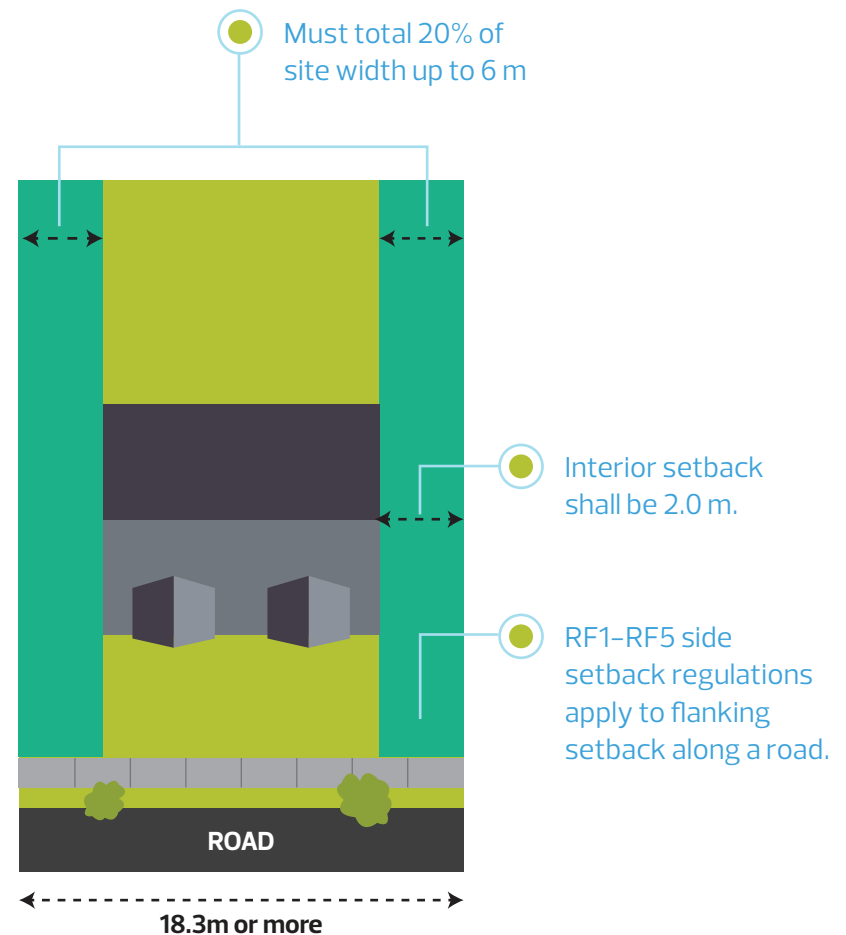 Must total 20% of
site width up to 6 m
Interior setback
shall be 2.0 m.
RF1–RF5 side
setback regulations
apply to flanking
setback along a road.
ROAD
18.3m or more